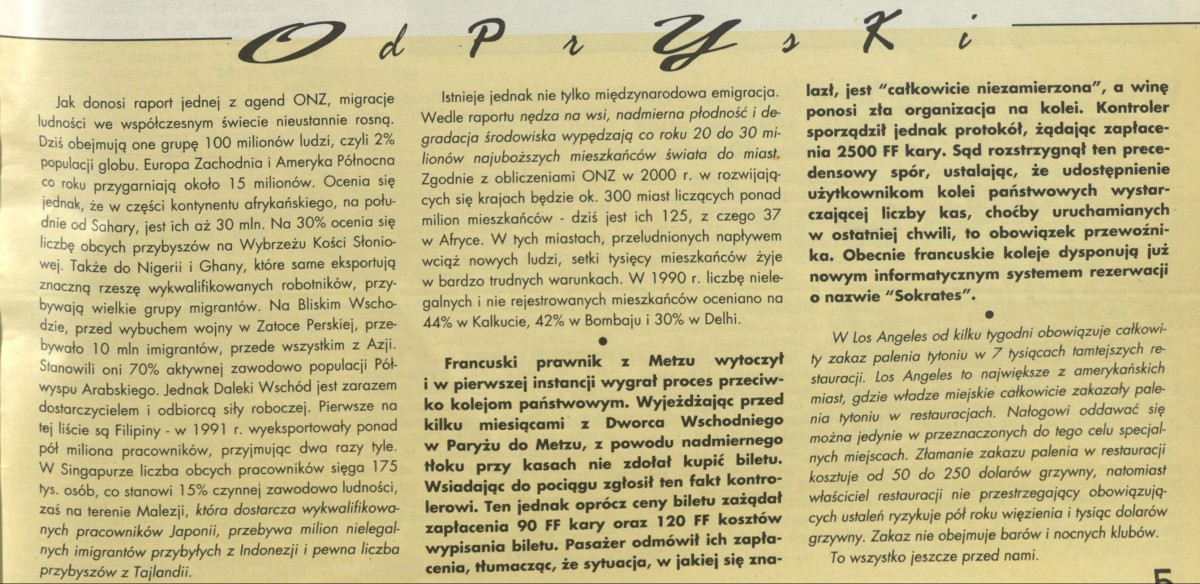 OdPrYsKi
Jak donosi raport jednej z agend ONZ, migracje
ludności we współczesnym świecie nieustannie rosną.
Dziś obejmują one grupę 100 milionów ludzi, czyli 2%
populacji globu. Europa Zachodnia i Ameryka Północna
co roku przygarniają około 15 milionów. Ocenia się
jednak, że w części kontynentu afrykańskiego, na połu-
dnie od Sahary, jest ich aż 30 mln. Na 30% ocenia się
liczbę obcych przybyszów na Wybrzeżu Kości Słonio-
wej. Także do Nigerii i Ghany, które same eksportują
znaczną rzeszę wykwalifikowanych robotników, przy-
bywają wielkie grupy migrantów. Na Bliskim Wscho-
dzie, przed wybuchem wojny w Zatoce Perskiej, prze-
bywało 10 mln imigrantów, przede wszystkim z Azji.
Stanowili oni 70% aktywnej zawodowo populacji Pół-
wyspu Arabskiego. Jednak Daleki Wschód jest zarazem
dostarczycielem i odbiorcą siły roboczej. Pierwsze na
tej liście są Filipiny - w 1991 r. wyeksportowały ponad
pół miliona pracowników, przyjmując dwa razy tyle.
W Singapurze liczba obcych pracowników sięga 175
tys. osób, co stanowi 15% czynnej zawodowo ludności,
zaś na terenie Malezji, która dostarcza wykwalifikowa-
nych pracowników Japonii, przebywa milion nielegal-
nych imigrantów przybyłych z Indonezji i pewna liczba
przybyszów z Tajlandii.
Istnieje jednak nie tylko międzynarodowa emigracja.
Wedle raportu nędza na wsi, nadmierna płodność i de-
gradacja środowiska wypędzają co roku 20 do 30 mi-
lionów najuboższych mieszkańców świata do miast.
Zgodnie z obliczeniami ONZ w 2000 r. w rozwijają-
cych się krajach będzie ok. 300 miast liczących ponad
milion mieszkańców - dziś jest ich 125, z czego 37
w Afryce. W tych miastach, przeludnionych napływem
wciąż nowych ludzi, setki tysięcy mieszkańców żyje
w bardzo trudnych warunkach. W 1990 r. liczbę niele-
galnych i nie rejestrowanych mieszkańców oceniano na
44% w Kalkucie, 42% w Bombaju i 30% w Delhi.
●
Francuski prawnik z Metzu wytoczył
i w pierwszej instancji wygrał proces przeciw-
ko kolejom państwowym. Wyjeżdżając przed
kilku miesiącami z Dworca Wschodniego
w Paryżu do Metzu, z powodu nadmiernego
tłoku przy kasach nie zdołał kupić biletu.
Wsiadając do pociągu zgłosił ten fakt kontro-
lerowi. Ten jednak oprócz ceny biletu zażądał
zapłacenia 90 FF kary oraz 120 FF kosztów
wypisania biletu. Pasażer odmówił ich zapła-
cenia, tłumacząc, że sytuacja, w jakiej się zna-
lazł, jest "całkowicie niezamierzona", a winę
ponosi zła organizacja na kolei. Kontroler
sporządził jednak protokół, żądając zapłace-
nia 2500 FF kary. Sąd rozstrzygnął ten prece-
densowy spór, ustalając, że udostępnienie
użytkownikom kolei państwowych wystar-
czającej liczby kas, choćby uruchamianych
w ostatniej chwili, to obowiązek przewoźni-
ka. Obecnie francuskie koleje dysponują już
nowym informatycznym systemem rezerwacji
o nazwie "Sokrates".
●
W Los Angeles od kilku tygodni obowiązuje całkowi-
ty zakaz palenia tytoniu w 7 tysiącach tamtejszych re-
stauracji. Los Angeles to największe z amerykańskich
miast, gdzie władze miejskie całkowicie zakazały pale-
nia tytoniu w restauracjach. Nałogowi oddawać się
można jedynie w przeznaczonych do tego celu specjal-
nych miejscach. Złamanie zakazu palenia w restauracji
kosztuje od 50 do 250 dolarów grzywny, natomiast
właściciel restauracji nie przestrzegający obowiązują-
cych ustaleń ryzykuje pół roku więzienia i tysiąc dolarów
grzywny. Zakaz nie obejmuje barów i nocnych klubów.
To wszystko jeszcze przed nami.
5